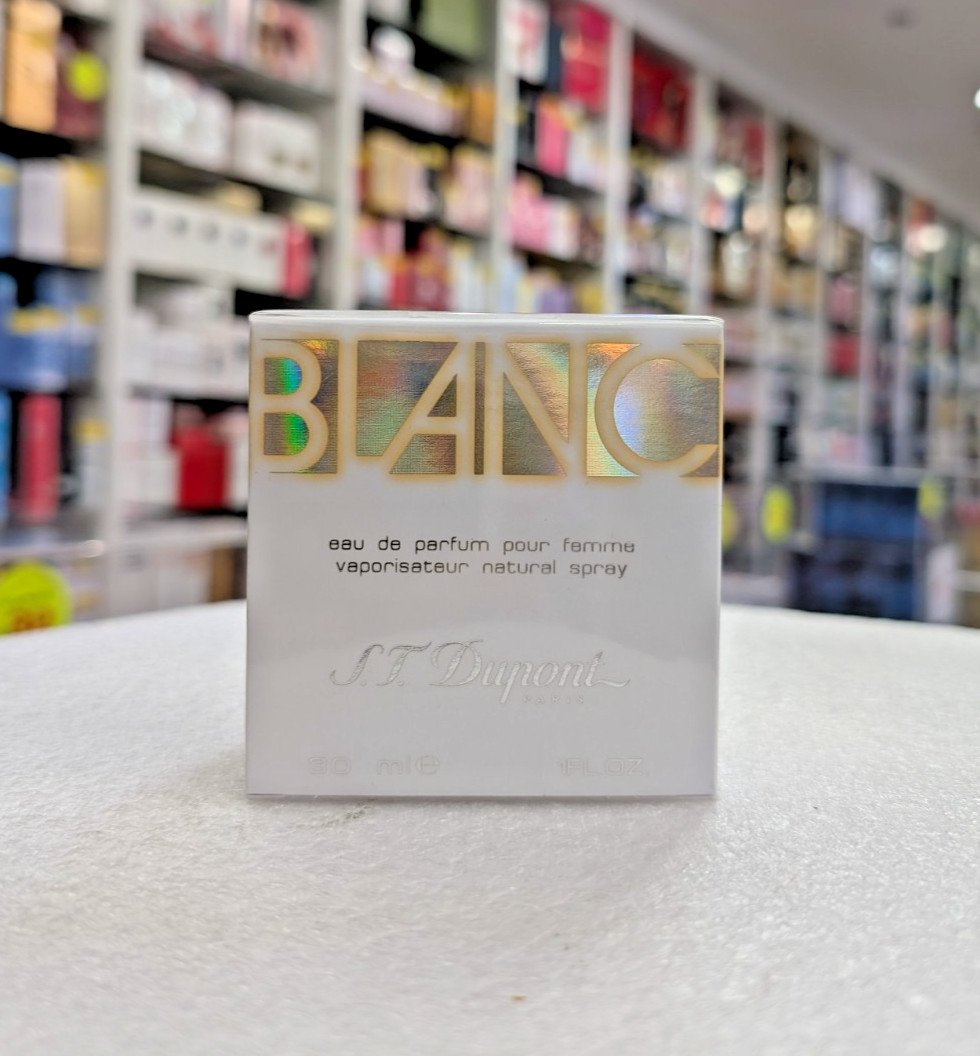 BLANC
eau de parfum pour femme
vaporisateur natural spray
S.T. Dupont
PARIS
30 ml e 1FL.OZ.